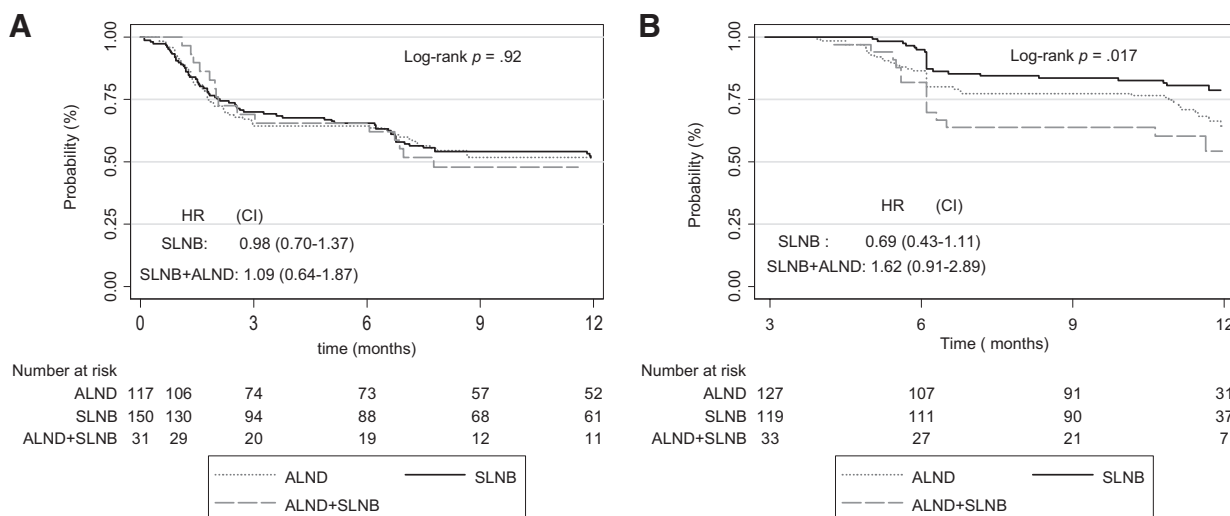 A
Probability (%)
1.00
0.75
0.50
0.25
0.00
Log-rank p = .92
HR (CI)
SLNB: 0.98 (0.70-1.37)
SLNB+ALND: 1.09 (0.64-1.87)
0 3 6 9 12
time (months)
Number at risk
ALND 117 106 74 73 57 52
SLNB 150 130 94 88 68 61
ALND+SLNB 31 29 20 19 12 11
ALND SLNB
ALND+SLNB
B
Probability (%)
1.00
0.75
0.50
0.25
0.00
Log-rank p = .017
HR (CI)
SLNB : 0.69 (0.43-1.11)
SLNB+ALND: 1.62 (0.91-2.89)
3 6 9 12
Time ( months)
Number at risk
ALND 127 107 91 31
SLNB 119 111 90 37
ALND+SLNB 33 27 21 7
ALND SLNB
ALND+SLNB